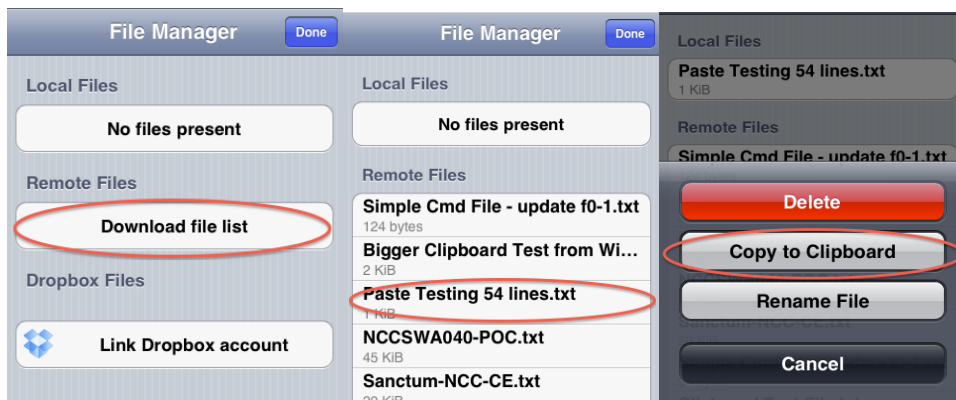 File Manager
Done
Local Files
No files present
Remote Files
Download file list
Dropbox Files
Link Dropbox account
File Manager
Done
Local Files
No files present
Remote Files
Simple Cmd File - update f0-1.txt
124 bytes
Bigger Clipboard Test from Wi...
2 KiB
Paste Testing 54 lines.txt
1 KiB
NCCSWA040-POC.txt
45 KiB
Sanctum-NCC-CE.txt
Local Files
Paste Testing 54 lines.txt
1 KiB
Remote Files
Simple Cmd File - update f0-1.txt
Delete
Copy to Clipboard
Rename File
Sanctum-NCC-CE.txt
Cancel